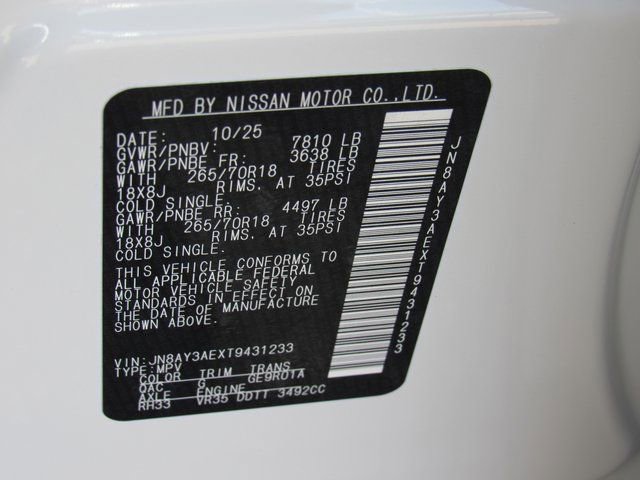 MFD BY NISSAN MOTOR CO.,LTD.
DATE: 10/25
GVWR/PNBV: 7810 LB
GAWR/PNBE FR: 3638 LB
WITH 265/70R18 TIRES
18X8J RIMS, AT 35PSI
COLD SINGLE.
GAWR/PNBE RR: 4497 LB
WITH 265/70R18 TIRES
18X8J RIMS, AT 35PSI
COLD SINGLE.
THIS VEHICLE CONFORMS TO
ALL APPLICABLE FEDERAL
MOTOR VEHICLE SAFETY
STANDARDS IN EFFECT ON
THE DATE OF MANUFACTURE
SHOWN ABOVE.
VIN:JN8AY3AEXT9431233
TYPE:MPV
COLOR TRIM TRANS
QAC G GE9R01A
AXLE ENGINE
RH33 VR35 DDTT 3492CC
JN8AY3AEXT9431233